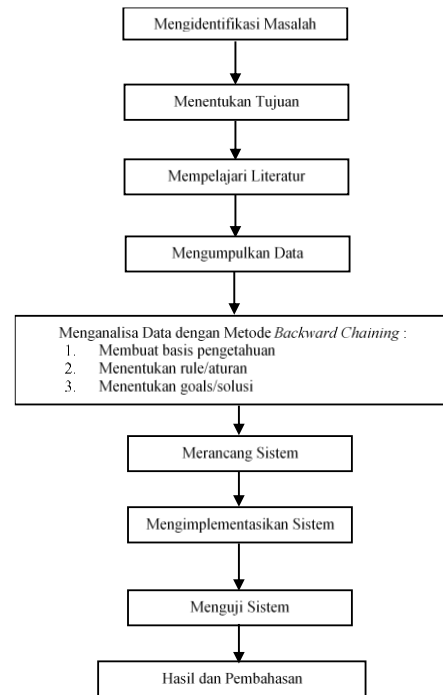 Mengidentifikasi Masalah
Menentukan Tujuan
Mempelajari Literatur
Mengumpulkan Data
Menganalisa Data dengan Metode Backward Chaining :
1. Membuat basis pengetahuan
2. Menentukan rule/aturan
3. Menentukan goals/solusi
Merancang Sistem
Mengimplementasikan Sistem
Menguji Sistem
Hasil dan Pembahasan